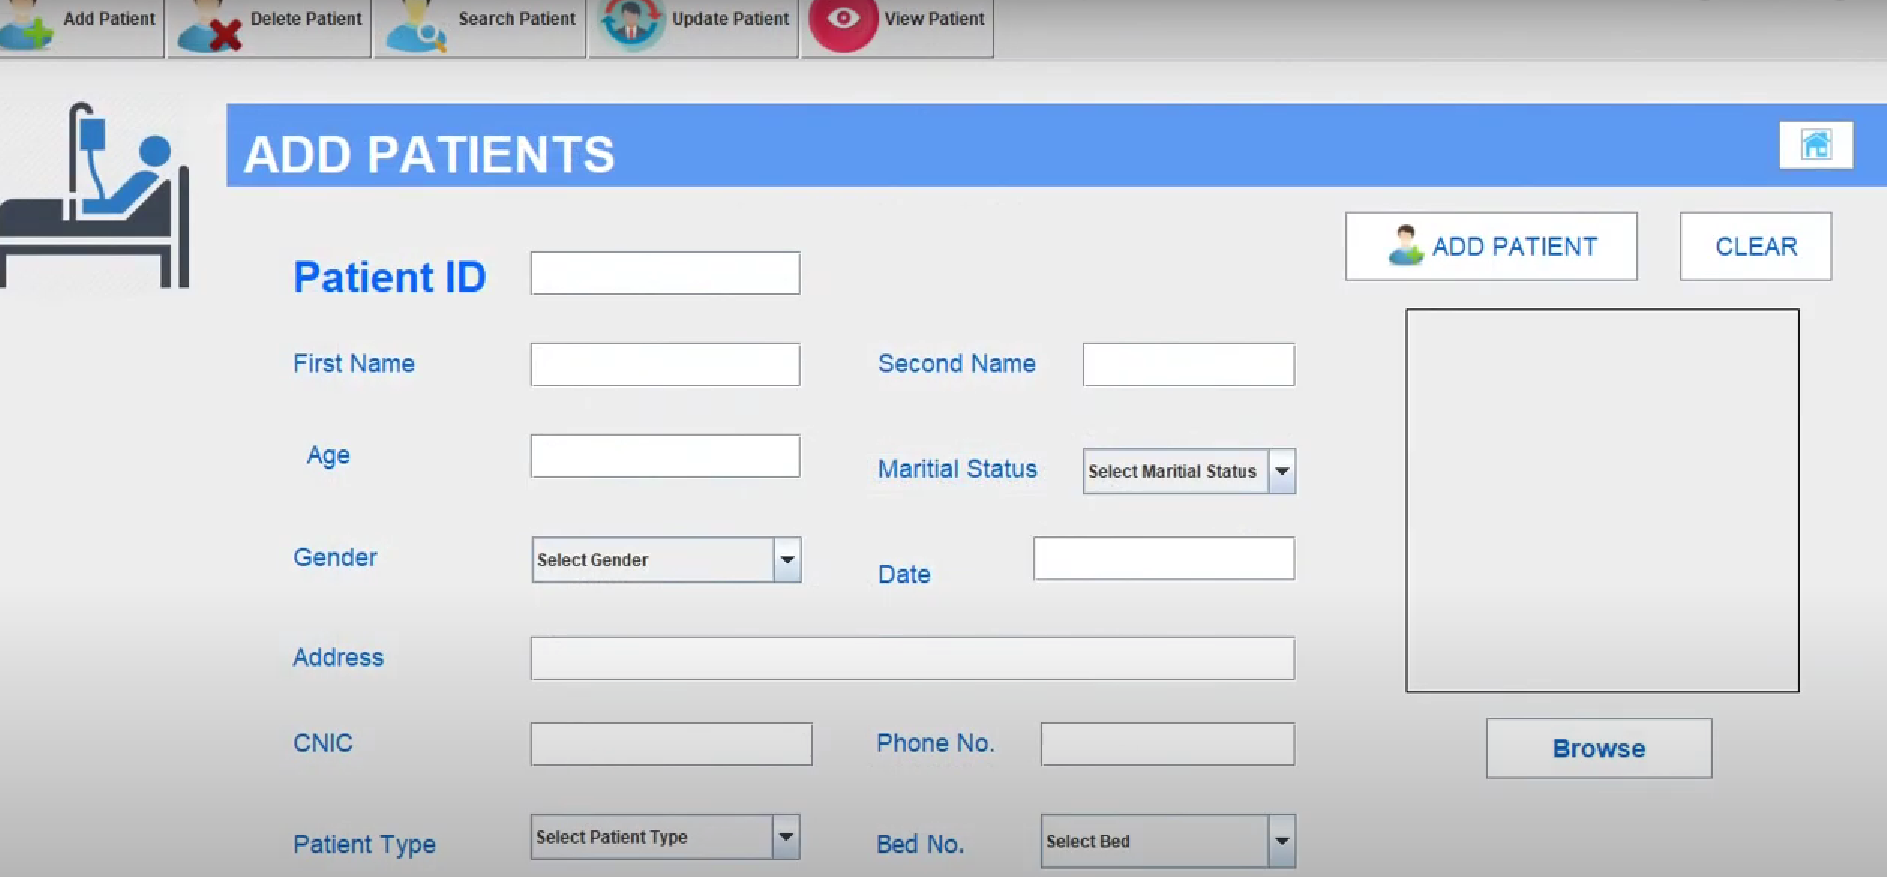 Add Patient Delete Patient Search Patient Update Patient View Patient
ADD PATIENTS
ADD PATIENT CLEAR
Patient ID
First Name Second Name
Age
Maritial Status Select Maritial Status
Gender Select Gender
Date
Address
CNIC Phone No.
Browse
Patient Type Select Patient Type
Bed No. Select Bed